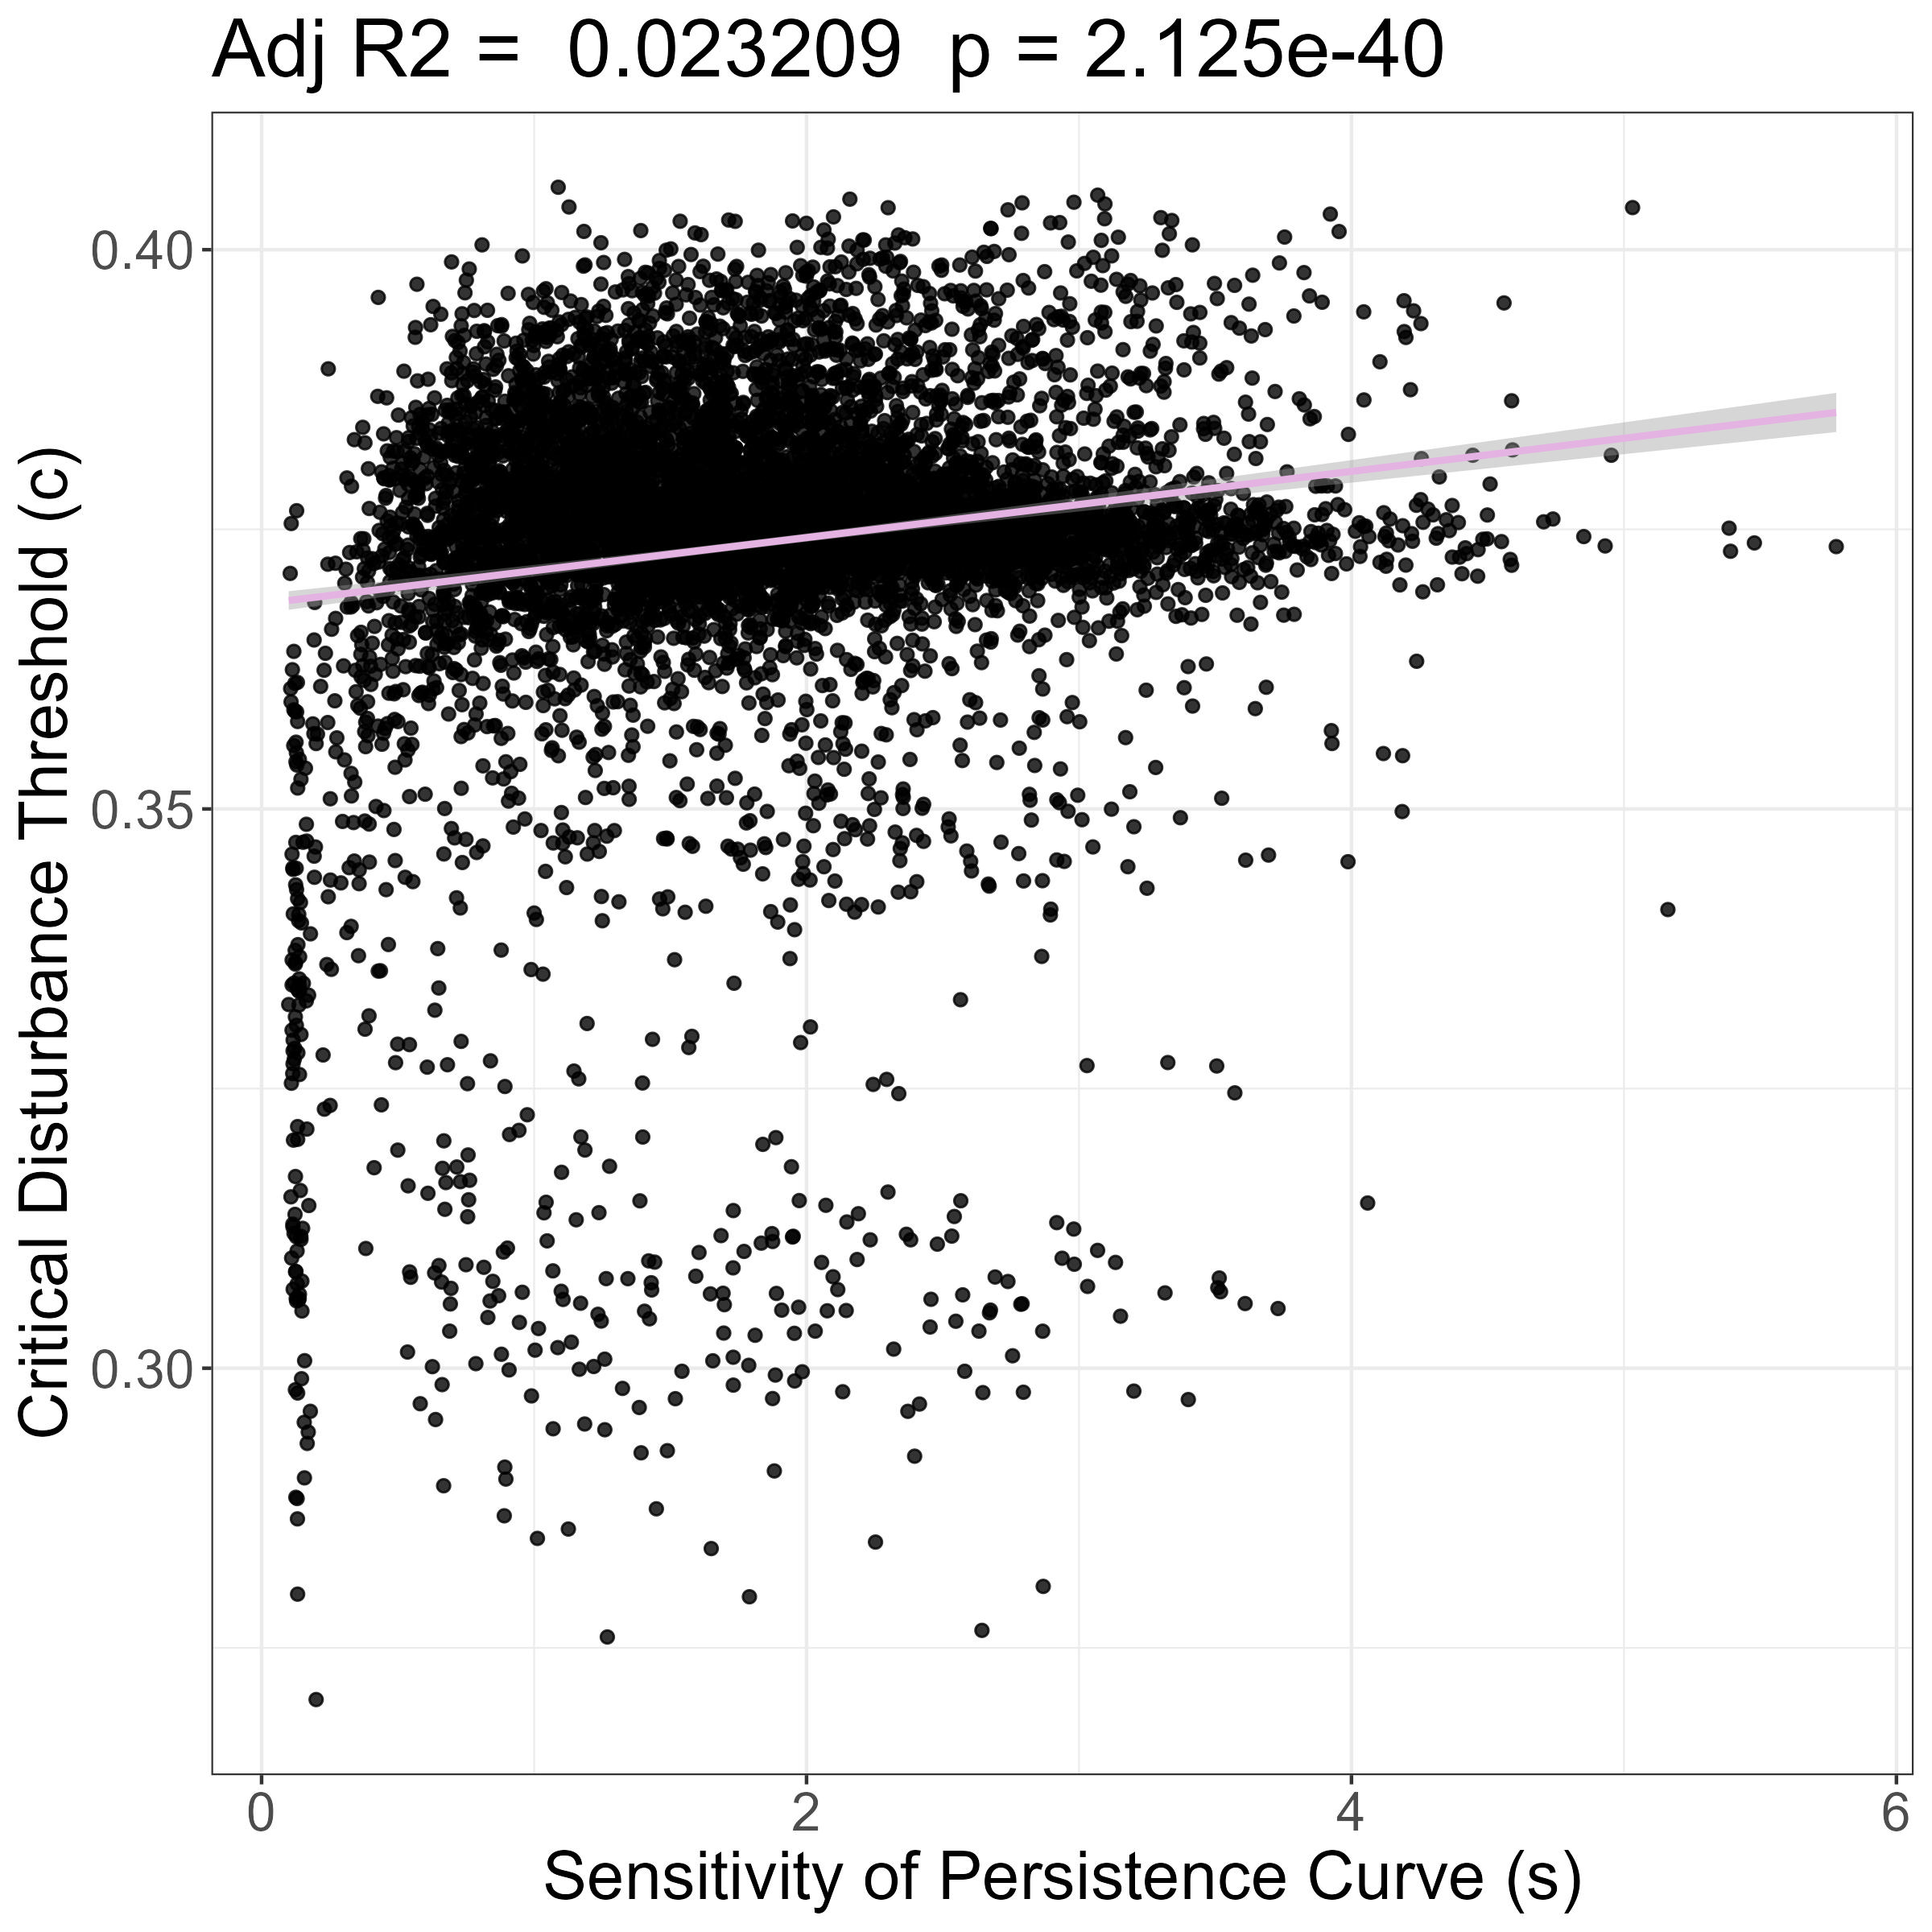 Adj R2 =  0.023209  p = 2.125e-40
Critical Disturbance Threshold (c)
0.40
0.35
0.30
0
2
4
6
Sensitivity of Persistence Curve (s)